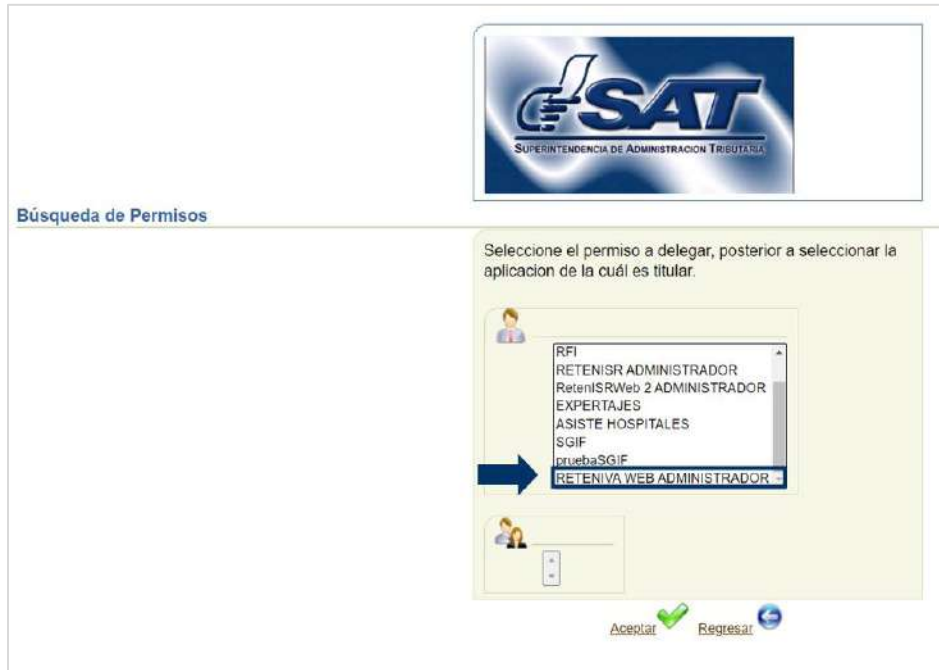 SAT
SUPERINTENDENCIA DE ADMINISTRACION TRIBUTARIA
Búsqueda de Permisos
Seleccione el permiso a delegar, posterior a seleccionar la
aplicacion de la cuál es titular.
RFI
RETENISR ADMINISTRADOR
RetenISRWeb 2 ADMINISTRADOR
EXPERTAJES
ASISTE HOSPITALES
SGIF
pruebaSGIF
RETENIVA WEB ADMINISTRADOR
Aceptar Regresar